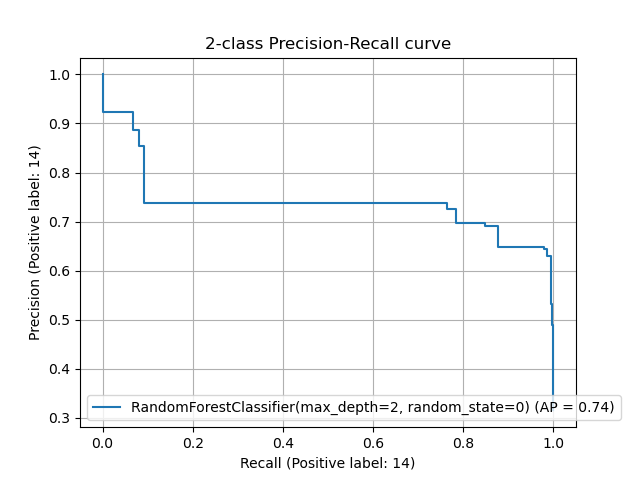 2-class Precision-Recall curve
Precision (Positive label: 14)
1.0
0.9
0.8
0.7
0.6
0.5
0.4
0.3
RandomForestClassifier(max_depth=2, random_state=0) (AP = 0.74)
0.0 0.2 0.4 0.6 0.8 1.0
Recall (Positive label: 14)